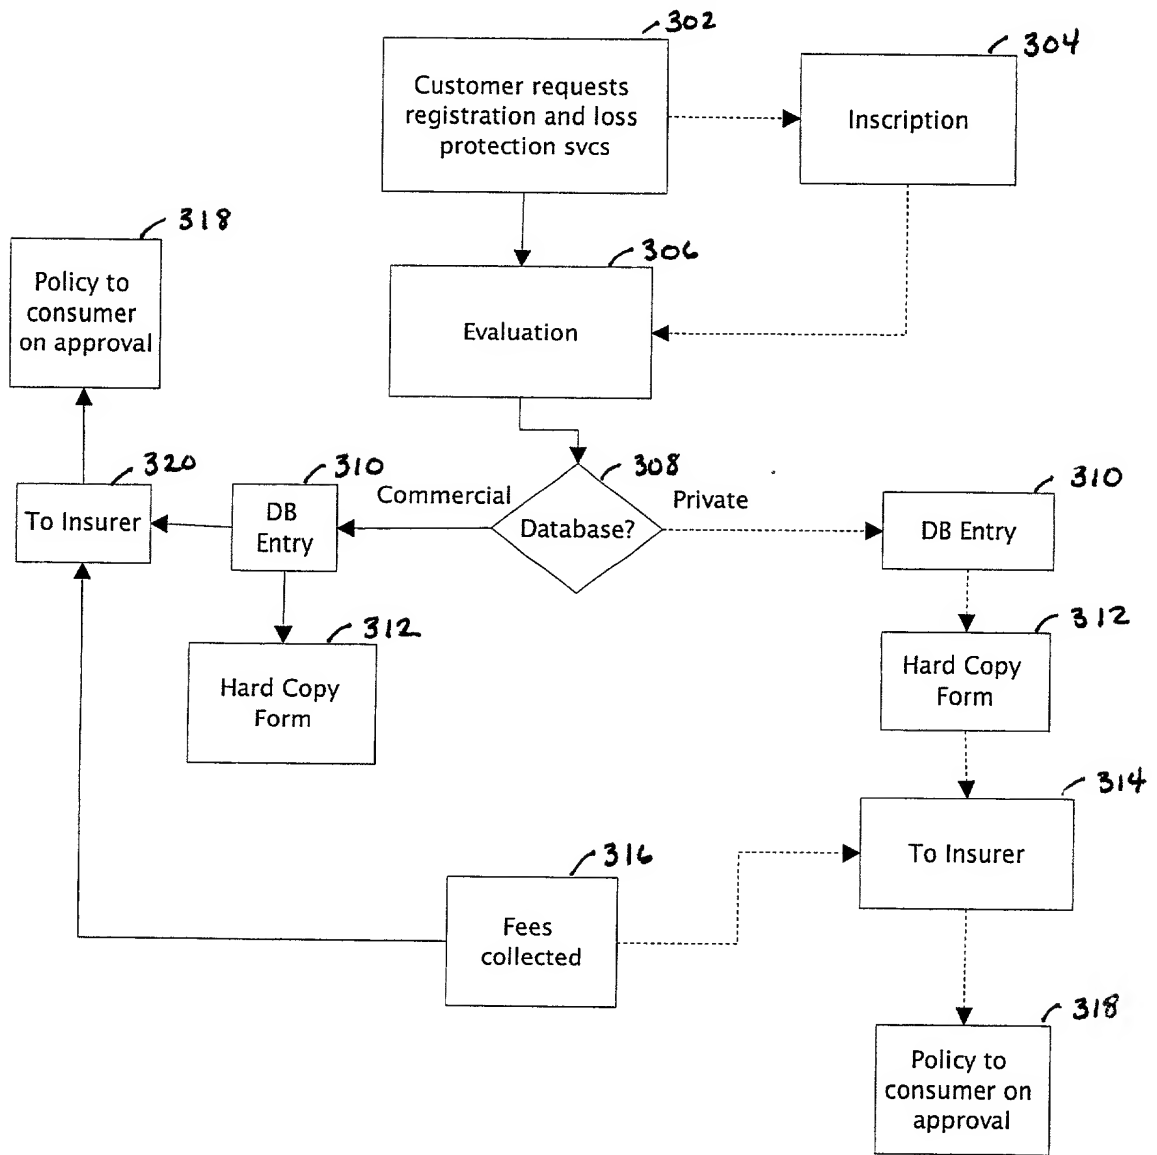 302
304
Customer requests
registration and loss
protection svcs
Inscription
318
306
Policy to
consumer
on approval
Evaluation
320
310
308
310
Commercial
Private
To Insurer
DB
Entry
Database?
DB Entry
312
312
Hard Copy
Form
Hard Copy
Form
314
316
To Insurer
Fees
collected
318
Policy to
consumer on
approval